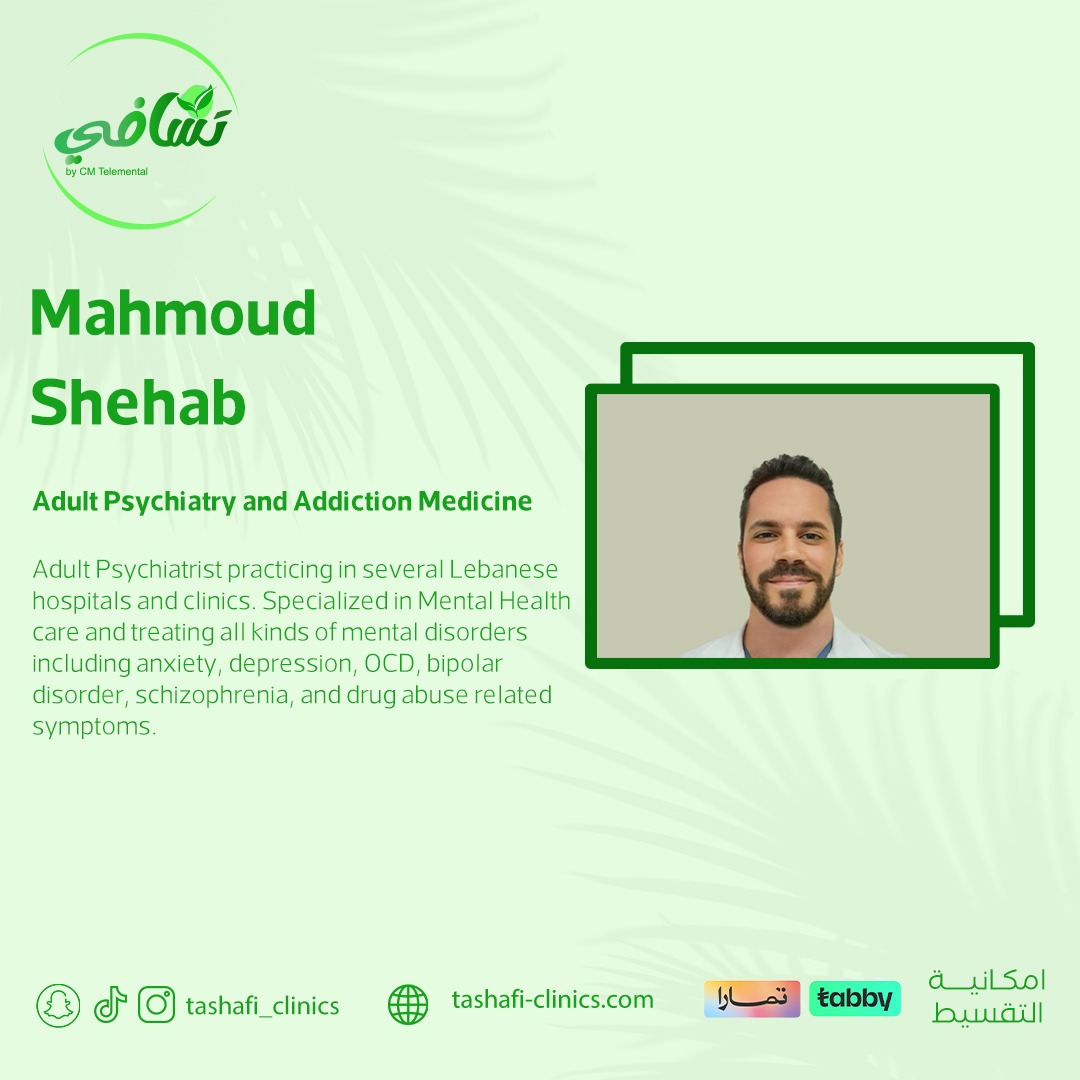 تشافي
by CM Telemental
Mahmoud
Shehab
Adult Psychiatry and Addiction Medicine
Adult Psychiatrist practicing in several Lebanese
hospitals and clinics. Specialized in Mental Health
care and treating all kinds of mental disorders
including anxiety, depression, OCD, bipolar
disorder, schizophrenia, and drug abuse related
symptoms.
tashafi_clinics
tashafi-clinics.com
تمارا
tabby
امكانيـــة
التقسيط